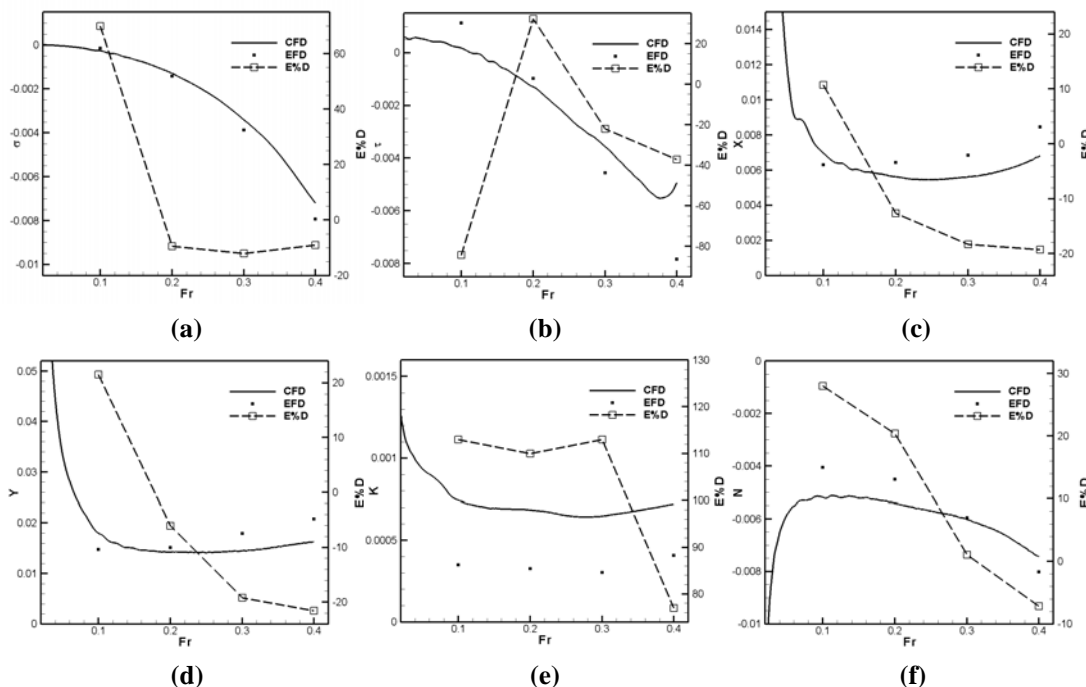 0
-0.002
-0.004
σ
-0.006
-0.008
-0.01
CFD
EFD
E%D
60
40
20
0
-20
E%D
0.1 0.2 0.3 0.4
Fr
(a)
0
-0.002
τ
-0.004
-0.006
-0.008
CFD
EFD
E%D
20
0
-20
-40
-60
-80
E%D
0.1 0.2 0.3 0.4
Fr
(b)
0.014
0.012
0.01
X
0.008
0.006
0.004
0.002
0
CFD
EFD
E%D
20
10
0
-10
-20
E%D
0.1 0.2 0.3 0.4
Fr
(c)
0.05
0.04
0.03
Y
0.02
0.01
0
CFD
EFD
E%D
20
10
0
-10
-20
E%D
0.1 0.2 0.3 0.4
Fr
(d)
0.0015
0.001
K
0.0005
0
CFD
EFD
E%D
130
120
110
100
90
80
E%D
0.1 0.2 0.3 0.4
Fr
(e)
0
-0.002
-0.004
N
-0.006
-0.008
-0.01
CFD
EFD
E%D
30
20
10
0
-10
E%D
0.1 0.2 0.3 0.4
Fr
(f)